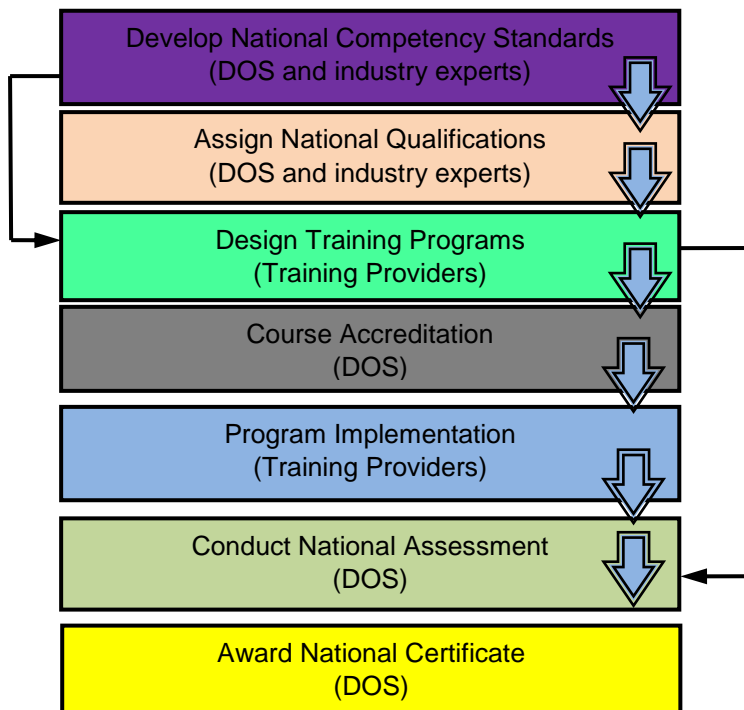 Develop National Competency Standards
(DOS and industry experts)
Assign National Qualifications
(DOS and industry experts)
Design Training Programs
(Training Providers)
Course Accreditation
(DOS)
Program Implementation
(Training Providers)
Conduct National Assessment
(DOS)
Award National Certificate
(DOS)